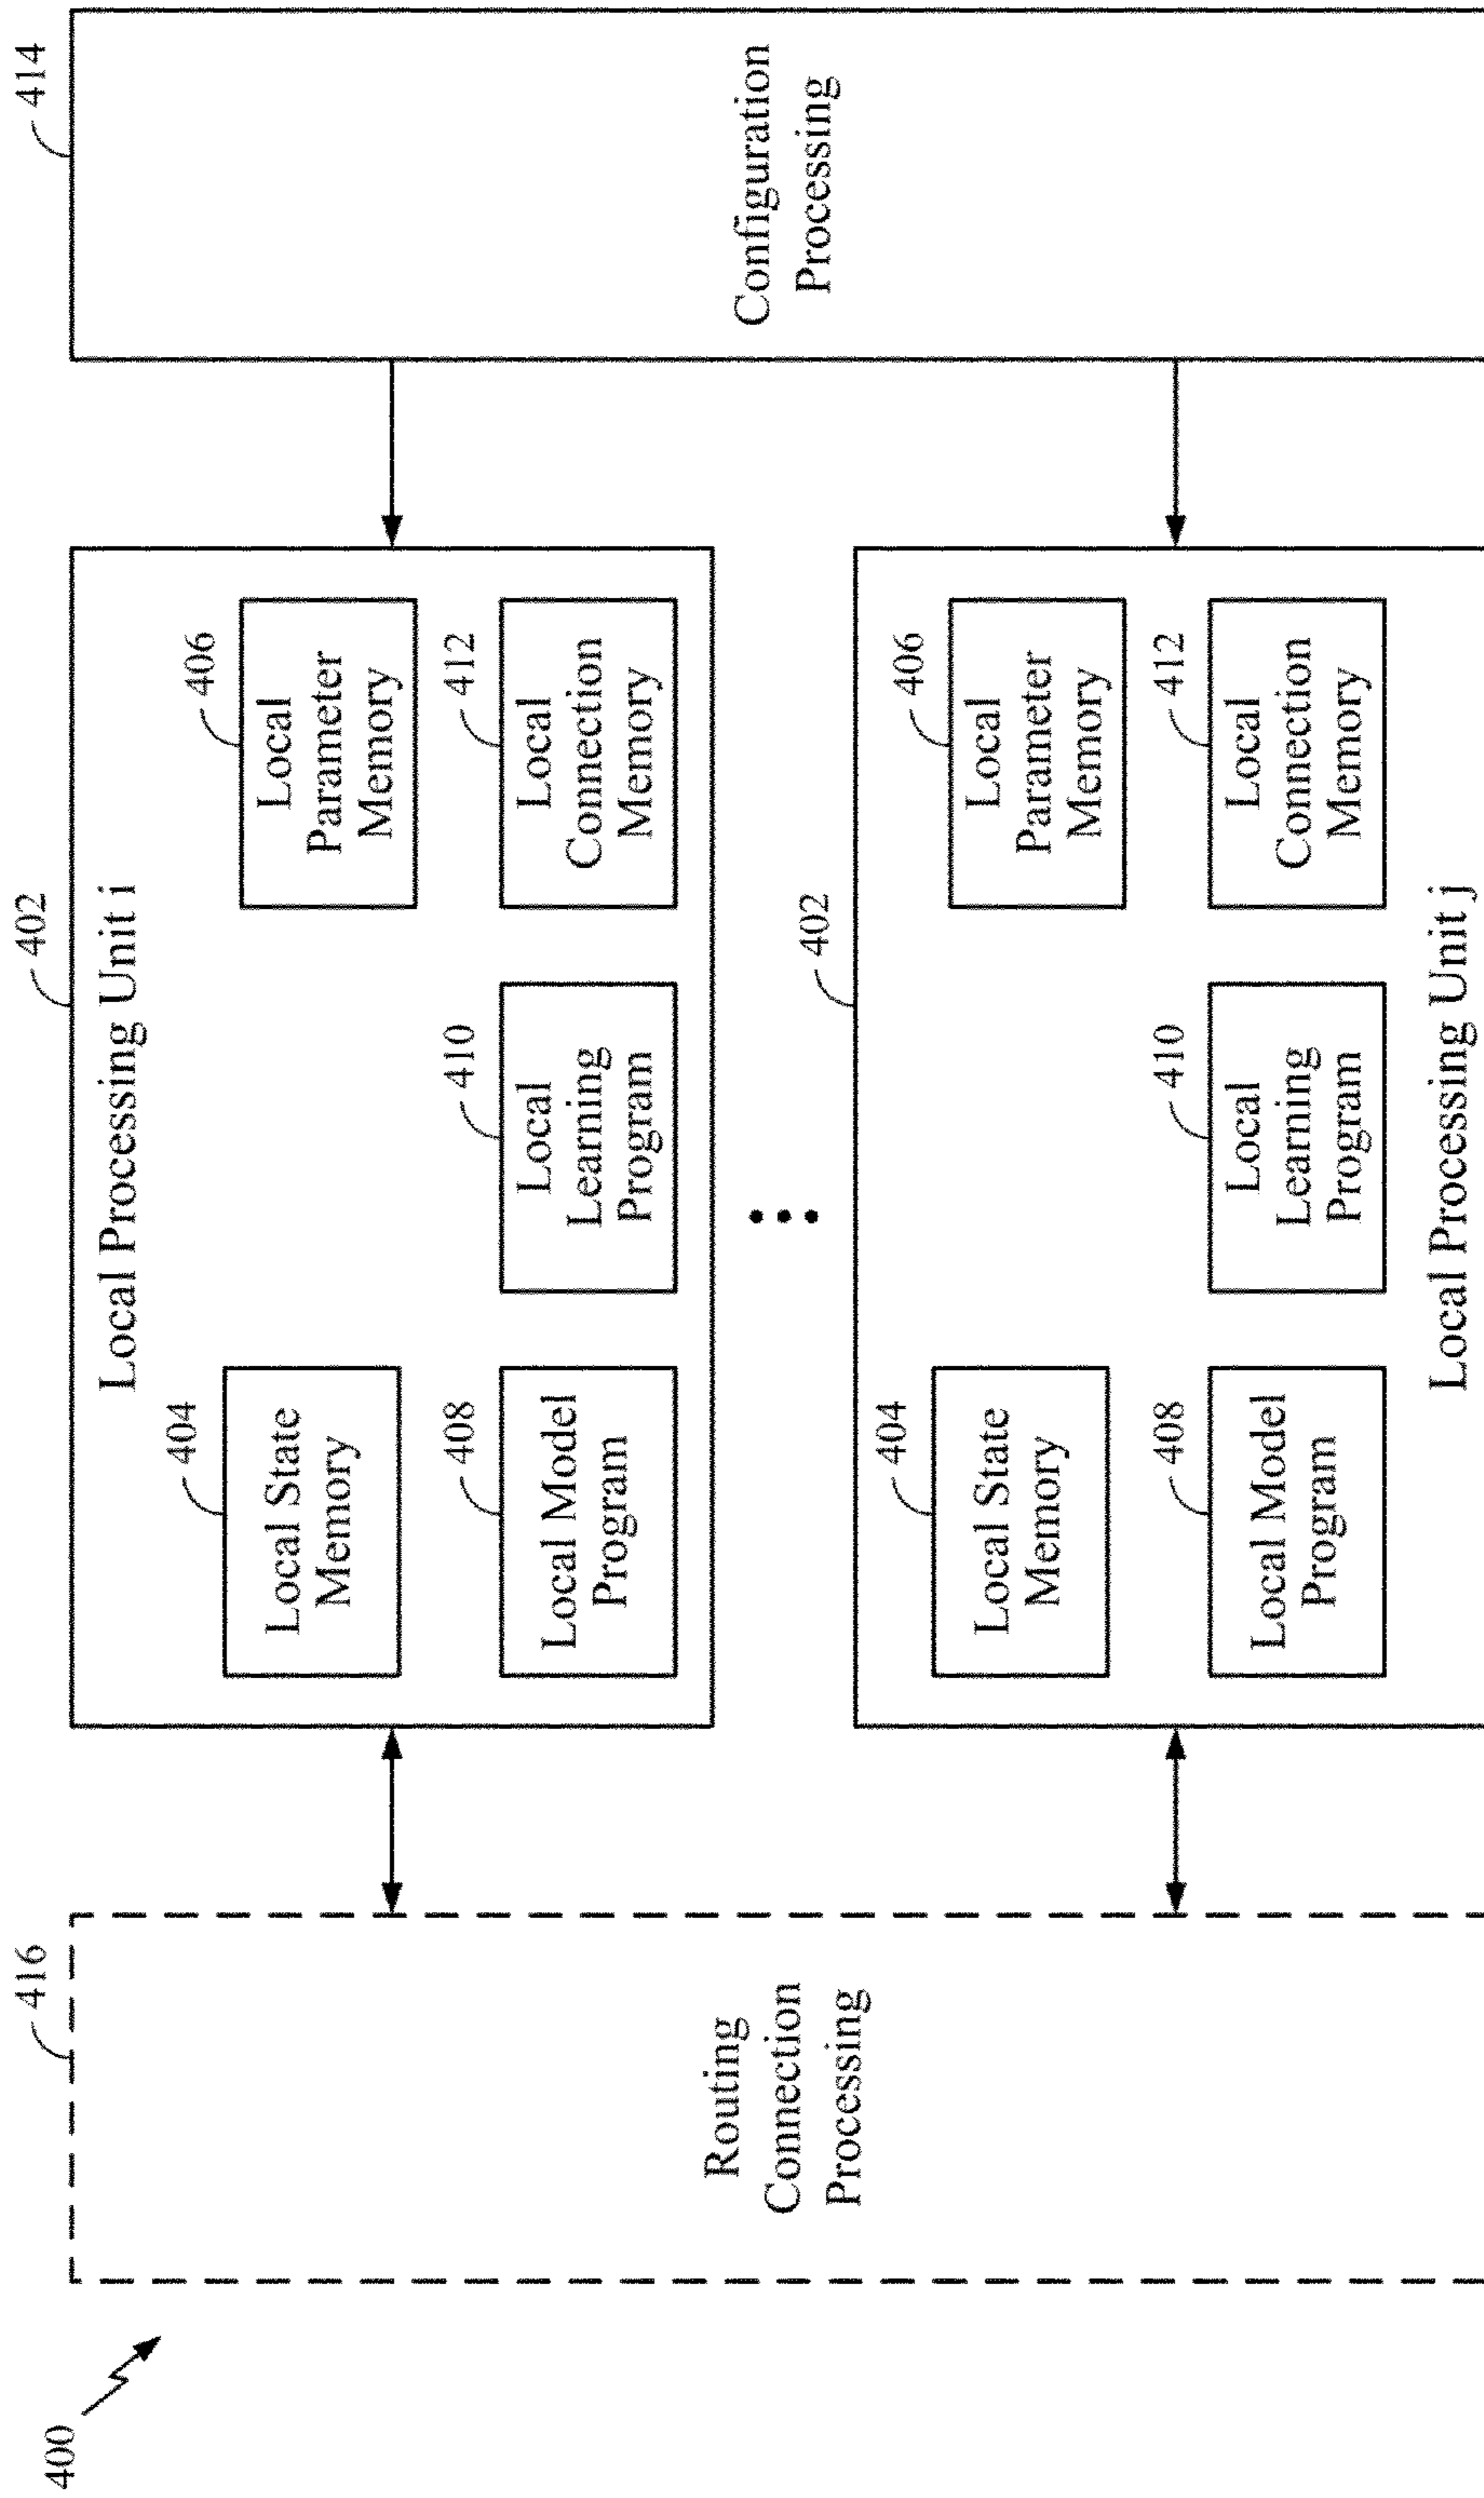 400
416
Routing
Connection
Processing
402
Local Processing Unit i
404
Local State
Memory
406
Local
Parameter
Memory
408
Local Model
Program
410
Local
Learning
Program
412
Local
Connection
Memory
402
404
Local State
Memory
406
Local
Parameter
Memory
408
Local Model
Program
410
Local
Learning
Program
412
Local
Connection
Memory
Local Processing Unit j
414
Configuration
Processing